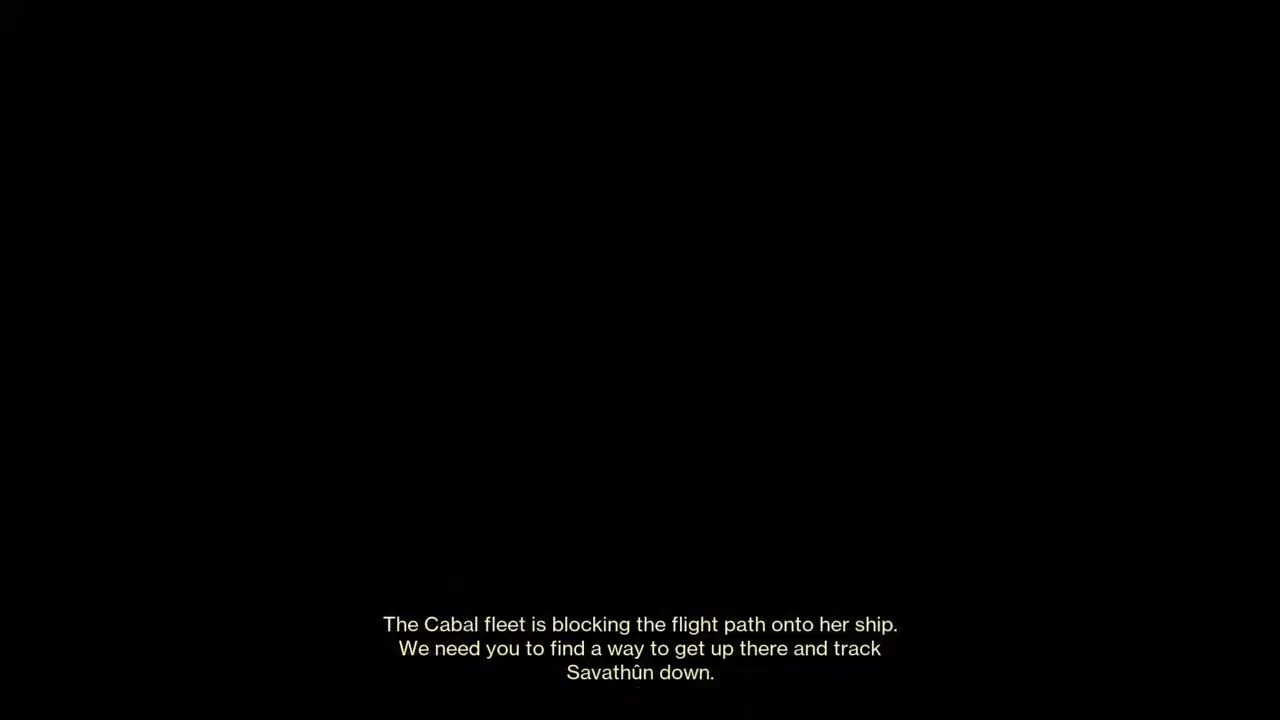 The Cabal fleet is blocking the flight path onto her ship.
We need you to find a way to get up there and track
Savathûn down.